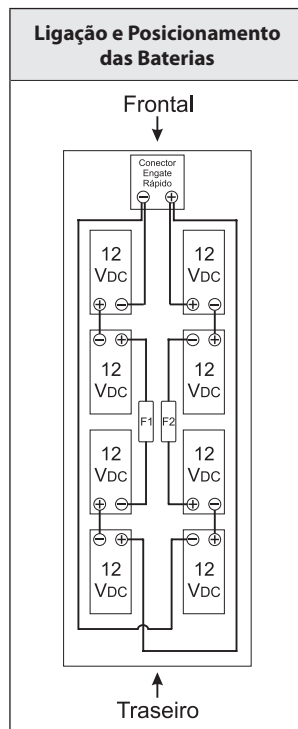 Ligação e Posicionamento
das Baterias
Frontal
Conector
Engate
Rápido
− +
12
VDC
+ −
12
VDC
+ −
− +
12
VDC
− +
12
VDC
F1
F2
12
VDC
+ −
12
VDC
+ −
− +
12
VDC
− +
12
VDC
Traseiro